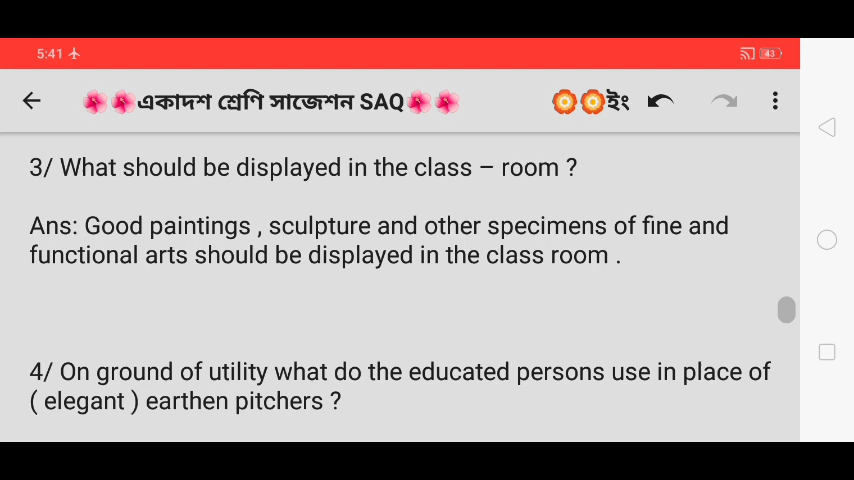 5:41
43
একাদশ শ্রেণি সাজেশন SAQ ইং
3/ What should be displayed in the class – room ?
Ans: Good paintings , sculpture and other specimens of fine and
functional arts should be displayed in the class room .
4/ On ground of utility what do the educated persons use in place of
( elegant ) earthen pitchers ?